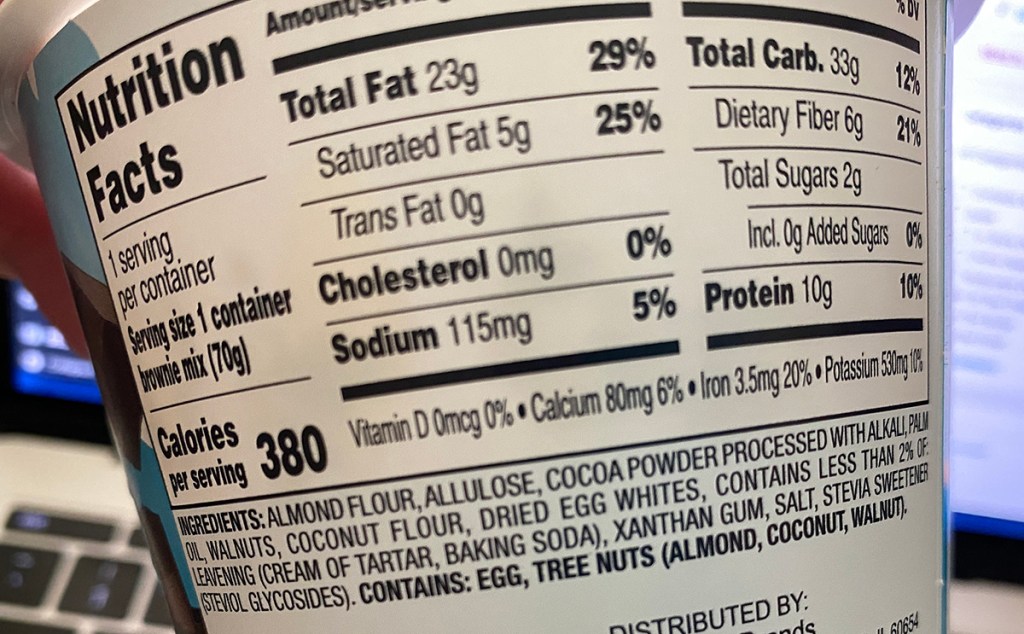 Nutrition
Facts
1 serving
per container
Serving size 1 container
brownie mix (70g)
Calories
per serving 380
% DV
Total Fat 23g 29%
Saturated Fat 5g 25%
Trans Fat 0g
Cholesterol 0mg 0%
Sodium 115mg 5%
Total Carb. 33g 12%
Dietary Fiber 6g 21%
Total Sugars 2g
Incl. 0g Added Sugars 0%
Protein 10g 10%
Vitamin D 0mcg 0% • Calcium 80mg 6% • Iron 3.5mg 20% • Potassium 530mg 10%
INGREDIENTS: ALMOND FLOUR, ALLULOSE, COCOA POWDER PROCESSED WITH ALKALI, PALM
OIL, WALNUTS, COCONUT FLOUR, DRIED EGG WHITES, CONTAINS LESS THAN 2% OF:
LEAVENING (CREAM OF TARTAR, BAKING SODA), XANTHAN GUM, SALT, STEVIA SWEETENER
(STEVIOL GLYCOSIDES). CONTAINS: EGG, TREE NUTS (ALMOND, COCONUT, WALNUT).
DISTRIBUTED BY:
60654